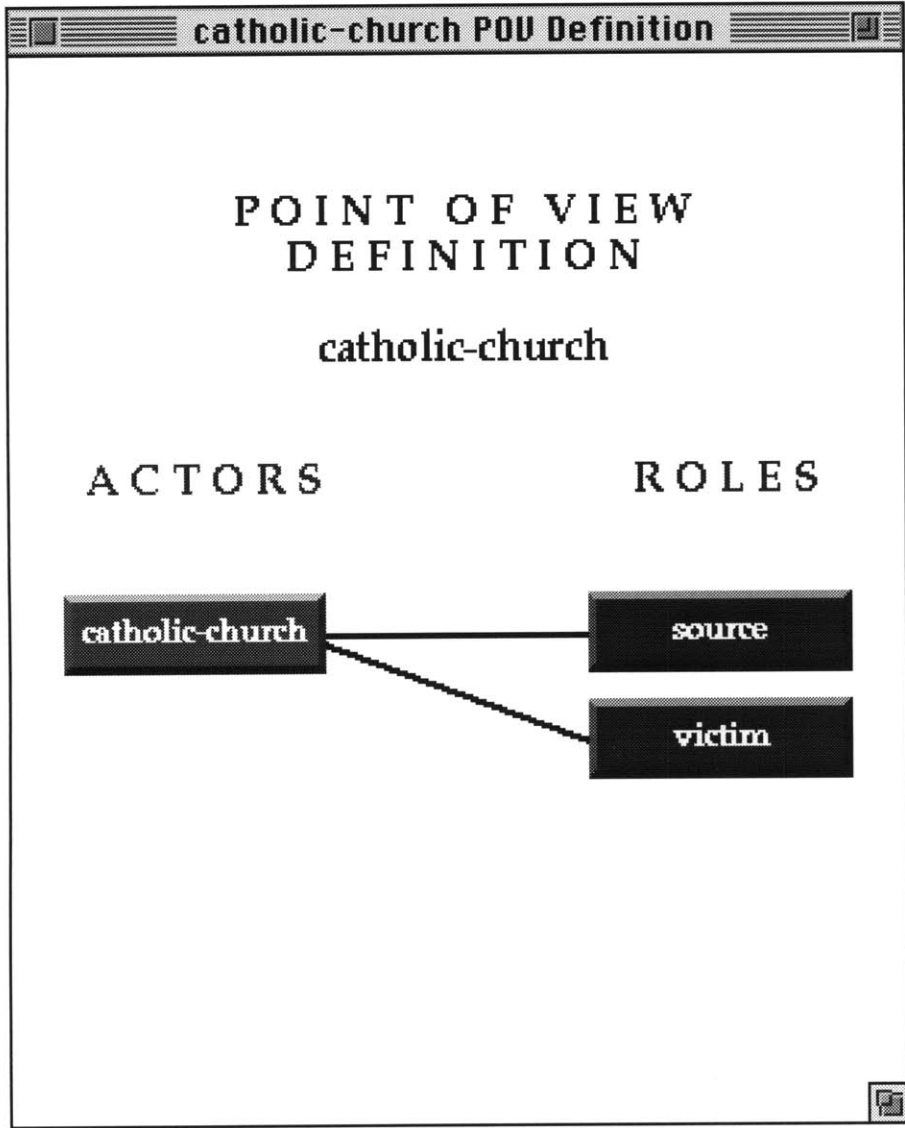 catholic-church POV Definition
POINT OF VIEW
DEFINITION
catholic-church
ACTORS ROLES
catholic-church source
victim